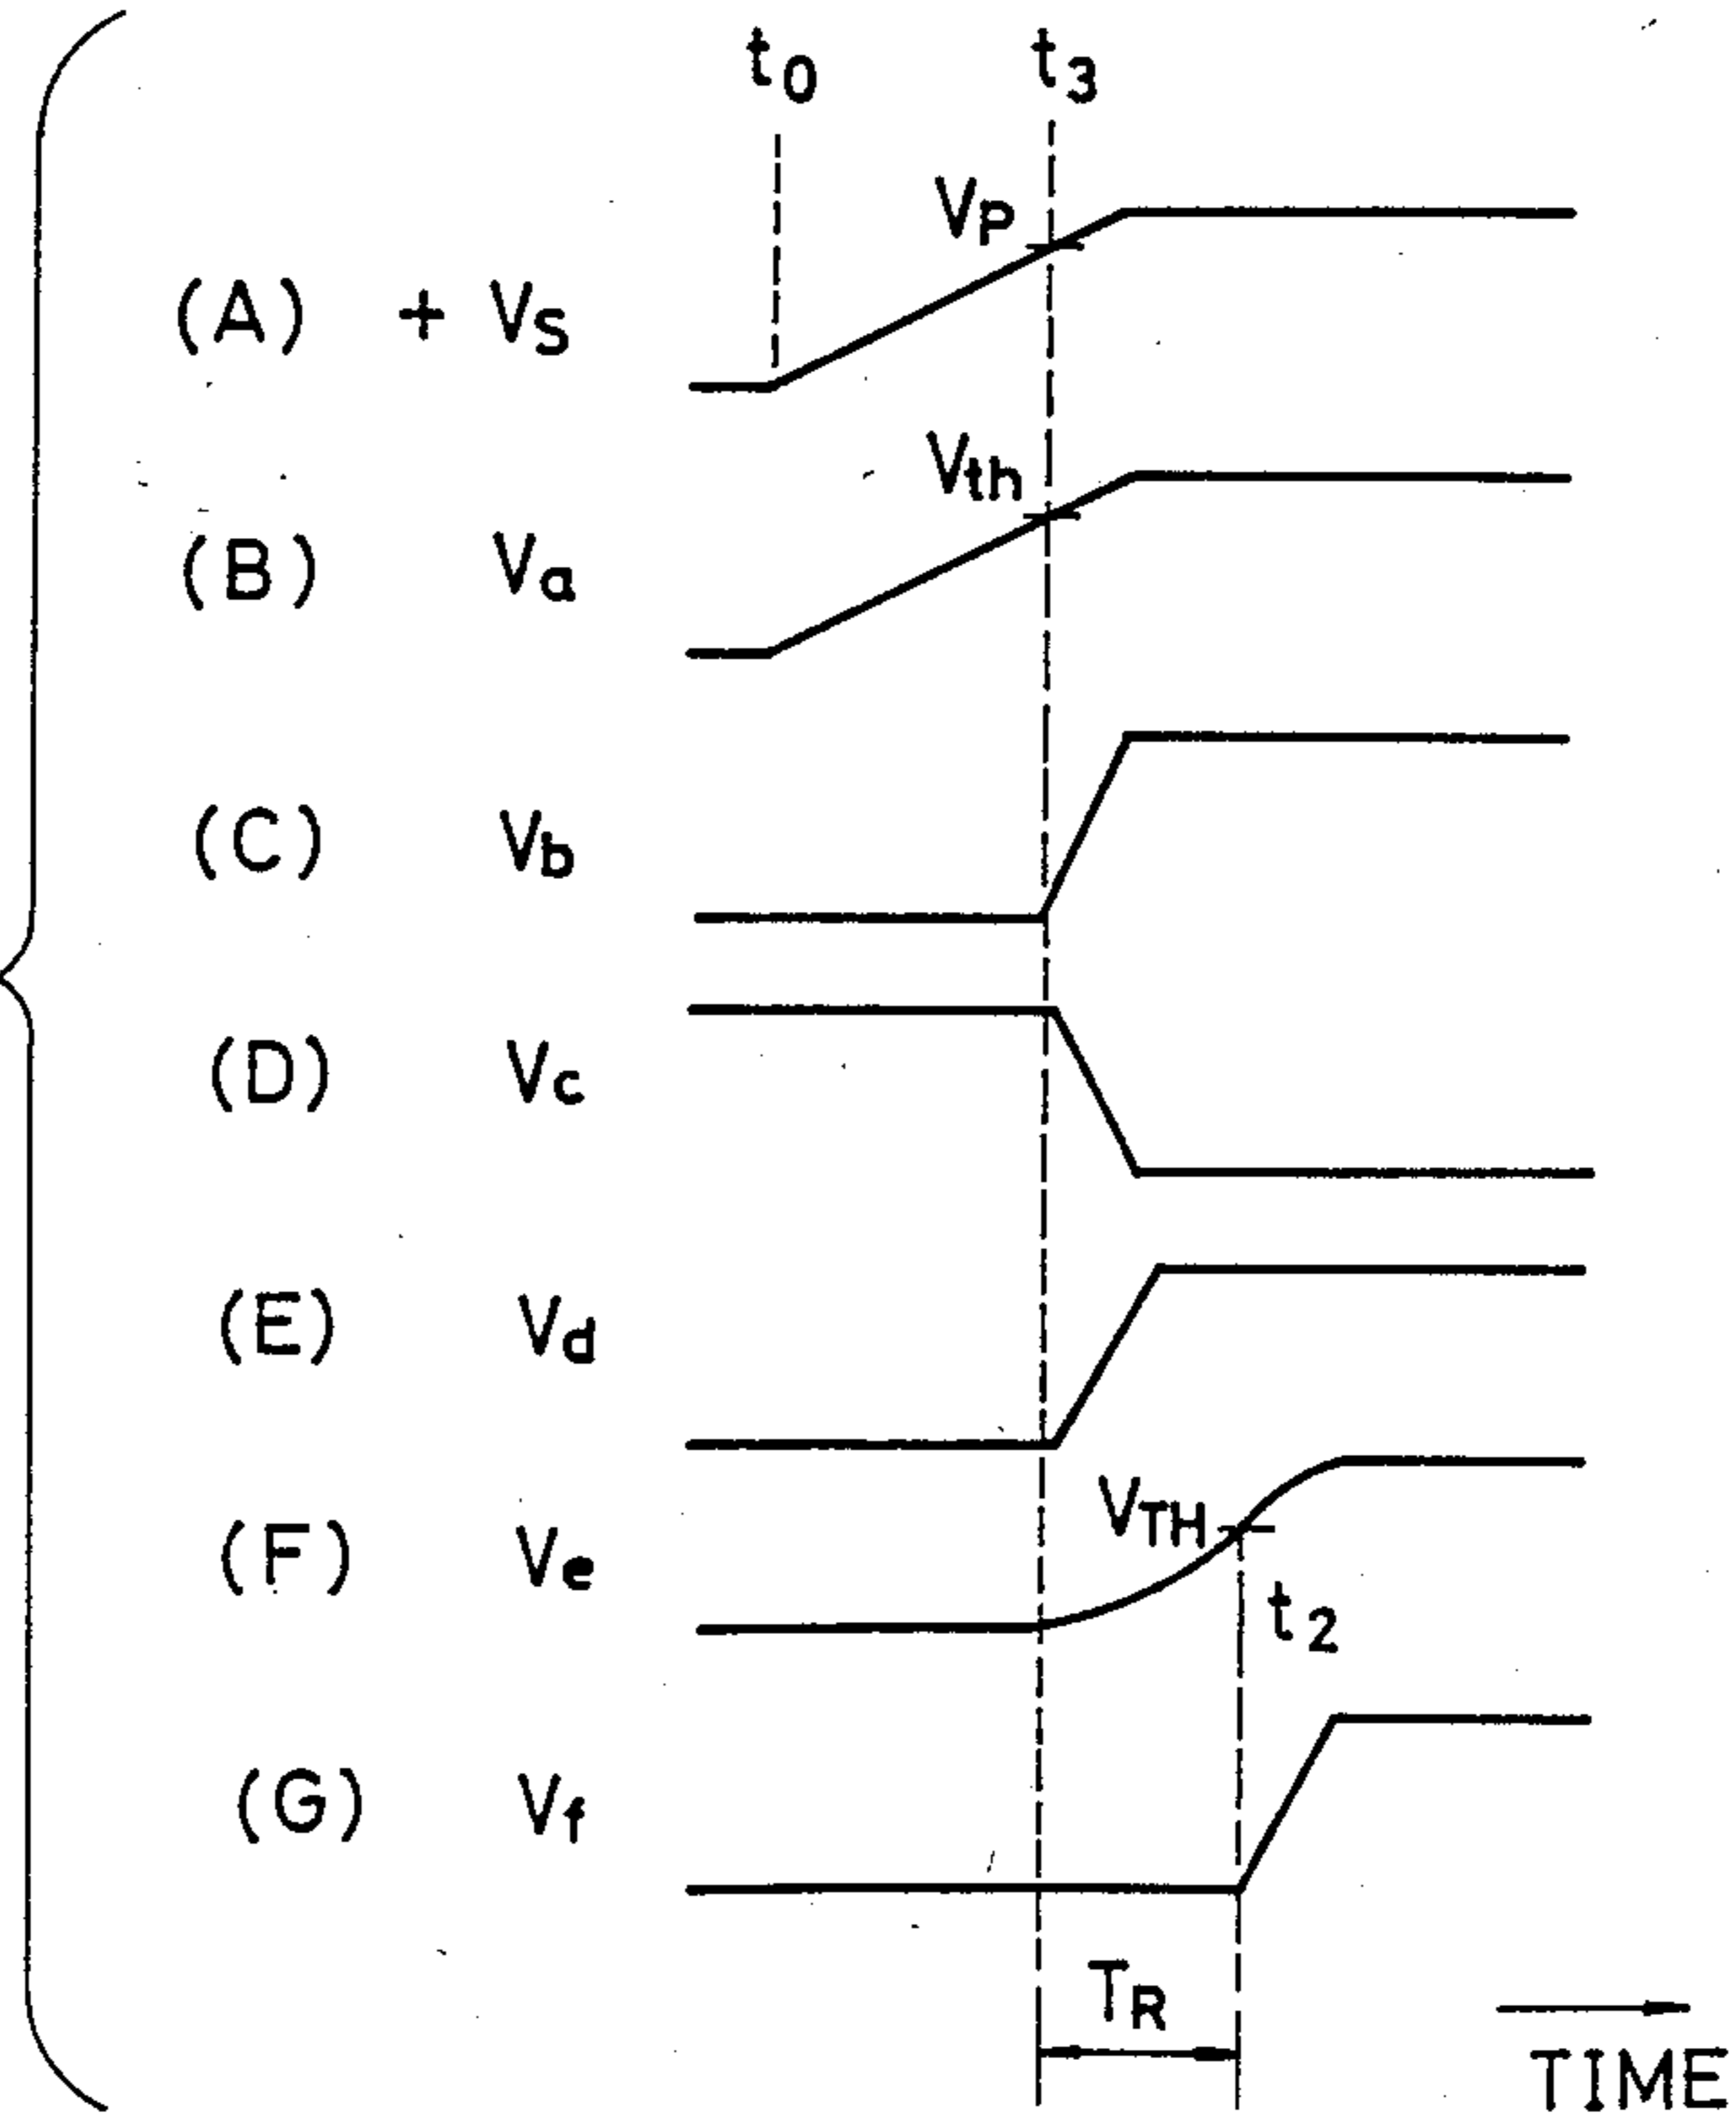 t0 t3
VP
(A) + VS
Vth
(B) Va
(C) Vb
(D) Vc
(E) Vd
VTH
(F) Ve
t2
(G) Vf
TR
TIME